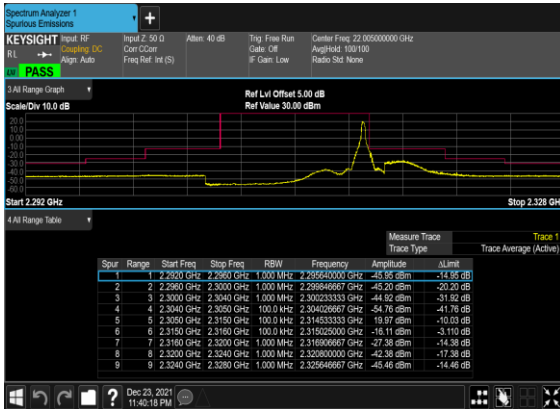 Spectrum Analyzer 1
Spurious Emissions
+
KEYSIGHT
RL
Input: RF
Coupling: DC
Align: Auto
Input Z: 50 Ω
Corr CCorr
Freq Ref: Int (S)
Atten: 40 dB
Trig: Free Run
Gate: Off
IF Gain: Low
Center Freq: 22.005000000 GHz
Avg|Hold: 100/100
Radio Std: None
PASS
3 All Range Graph
Scale/Div 10.0 dB
Ref Lvl Offset 5.00 dB
Ref Value 30.00 dBm
20.0
10.0
0.00
-10.0
-20.0
-30.0
-40.0
-50.0
-60.0
Start 2.292 GHz
Stop 2.328 GH
4 All Range Table
Measure Trace Trace 1
Trace Type Trace Average (Active)
Spur Range Start Freq Stop Freq RBW Frequency Amplitude ΔLimit
1 1 2.2920 GHz 2.2960 GHz 1.000 MHz 2.295640000 GHz -45.95 dBm -14.95 dB
2 2 2.2960 GHz 2.3000 GHz 1.000 MHz 2.299846667 GHz -45.20 dBm -20.20 dB
3 3 2.3000 GHz 2.3040 GHz 1.000 MHz 2.300233333 GHz -44.92 dBm -31.92 dB
4 4 2.3040 GHz 2.3050 GHz 100.0 kHz 2.304026667 GHz -54.76 dBm -41.76 dB
5 5 2.3050 GHz 2.3150 GHz 100.0 kHz 2.314533333 GHz 19.97 dBm -10.03 dB
6 6 2.3150 GHz 2.3160 GHz 100.0 kHz 2.315025000 GHz -16.11 dBm -3.110 dB
7 7 2.3160 GHz 2.3200 GHz 1.000 MHz 2.316906667 GHz -27.38 dBm -14.38 dB
8 8 2.3200 GHz 2.3240 GHz 1.000 MHz 2.320800000 GHz -42.38 dBm -17.38 dB
9 9 2.3240 GHz 2.3280 GHz 1.000 MHz 2.325646667 GHz -45.46 dBm -14.46 dB
?
Dec 23, 2021
11:40:18 PM